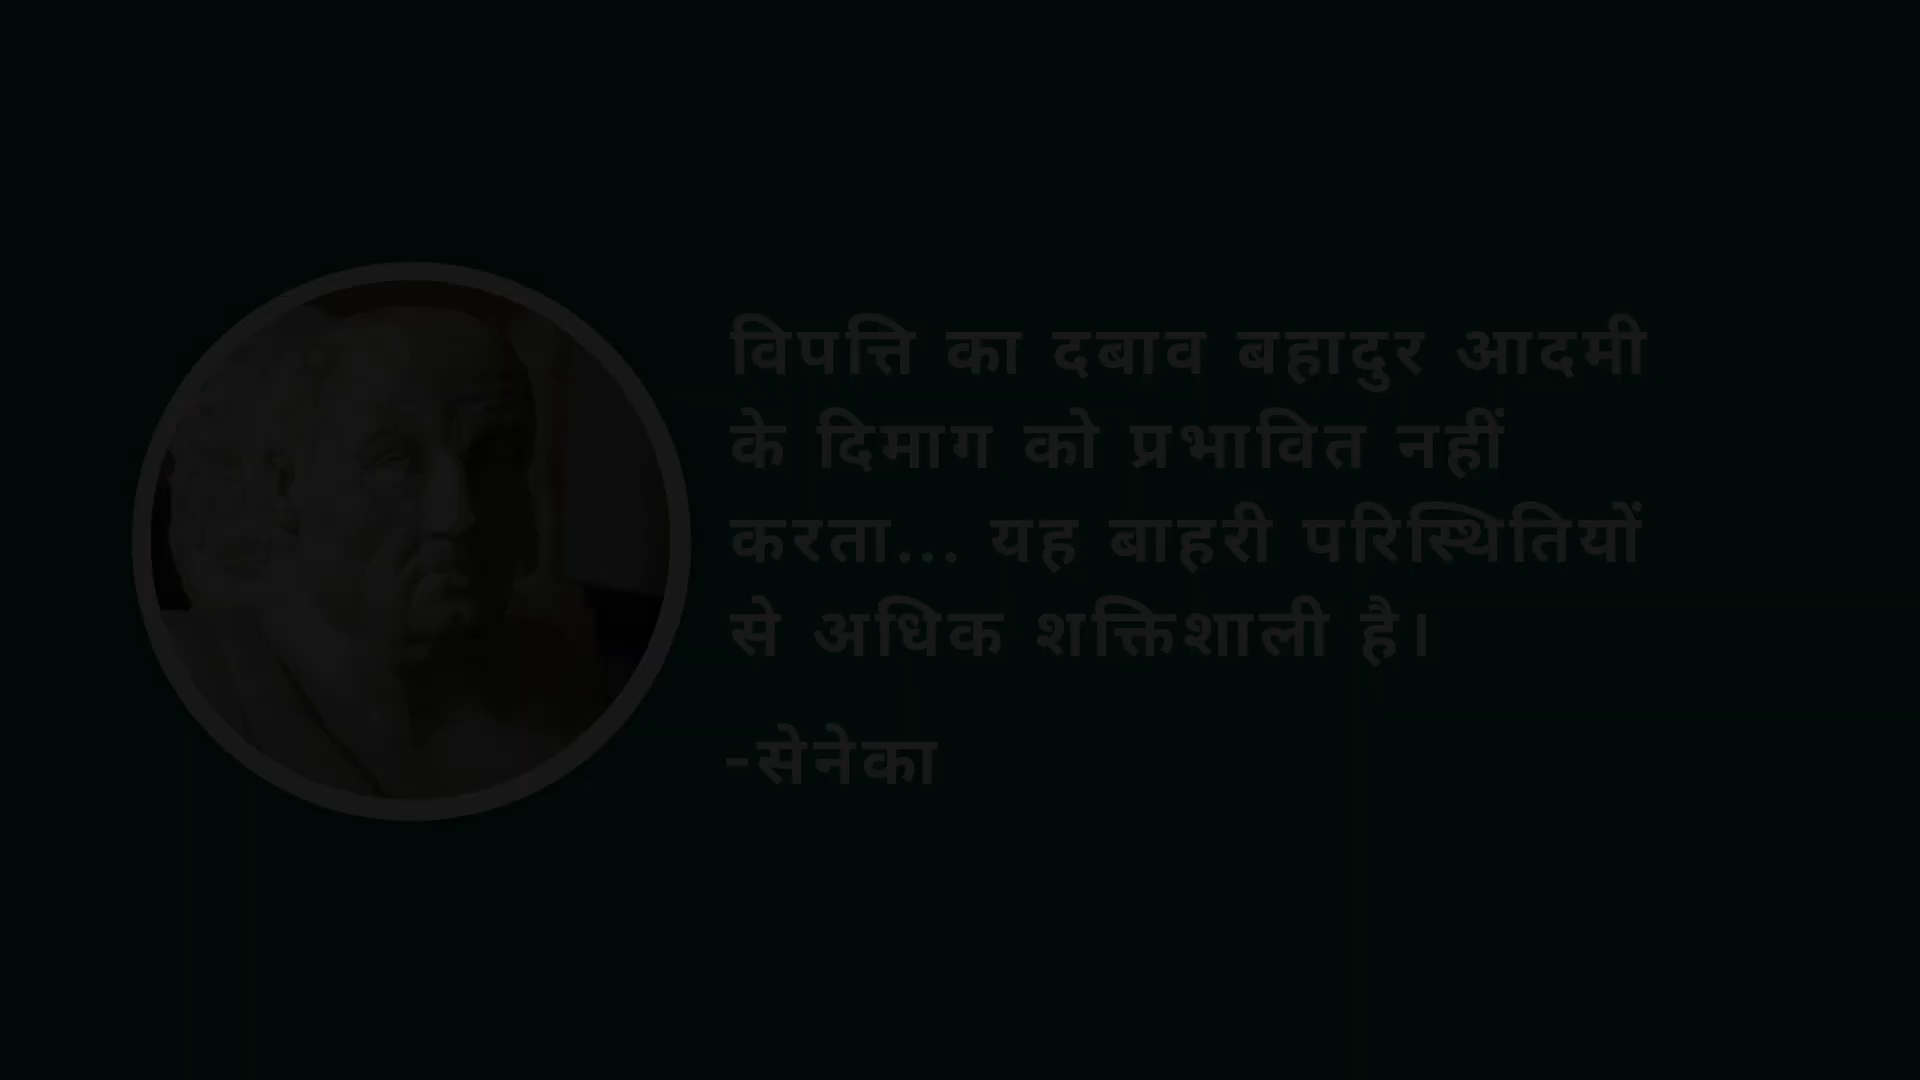 विपत्ति का दबाव बहादुर आदमी
के दिमाग को प्रभावित नहीं
करता... यह बाहरी परिस्थितियों
से अधिक शक्तिशाली है।
-सेनेका